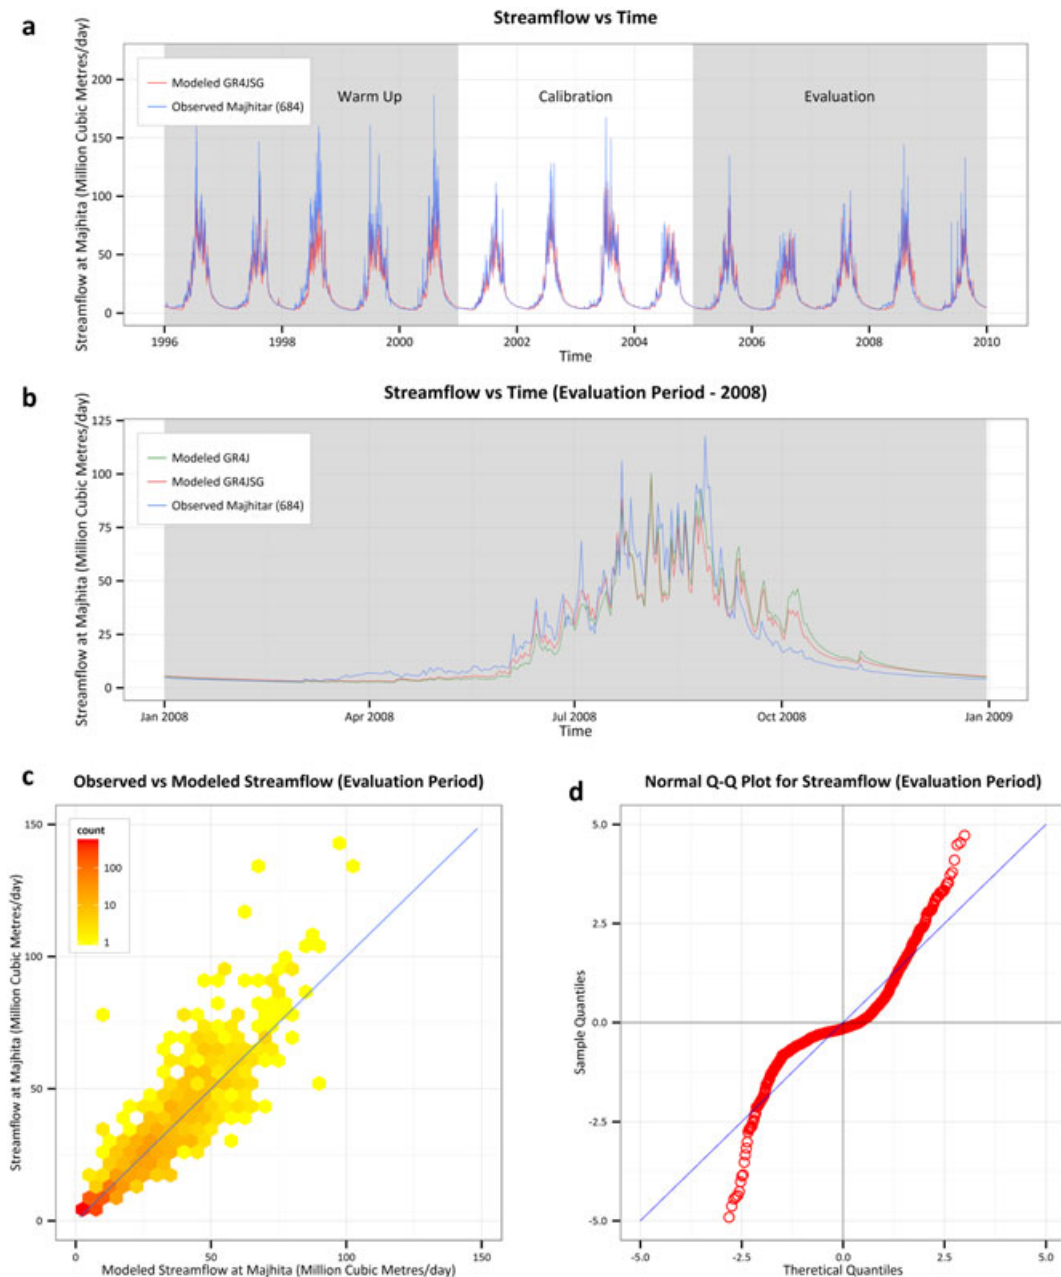 a
Streamflow vs Time
Streamflow at Majhita (Million Cubic Metres/day)
200
150
100
50
0
Modeled GR4JSG
Observed Majhitar (684)
Warm Up
Calibration
Evaluation
1996
1998
2000
2002
2004
2006
2008
2010
Time
b
Streamflow vs Time (Evaluation Period - 2008)
Streamflow at Majhita (Million Cubic Metres/day)
125
100
75
50
25
0
Modeled GR4J
Modeled GR4JSG
Observed Majhitar (684)
Jan 2008
Apr 2008
Jul 2008
Oct 2008
Jan 2009
Time
c
Observed vs Modeled Streamflow (Evaluation Period)
Streamflow at Majhita (Million Cubic Metres/day)
150
100
50
0
count
100
10
1
0
50
100
150
Modeled Streamflow at Majhita (Million Cubic Metres/day)
d
Normal Q-Q Plot for Streamflow (Evaluation Period)
Sample Quantiles
5.0
2.5
0.0
-2.5
-5.0
-5.0
-2.5
0.0
2.5
5.0
Theretical Quantiles